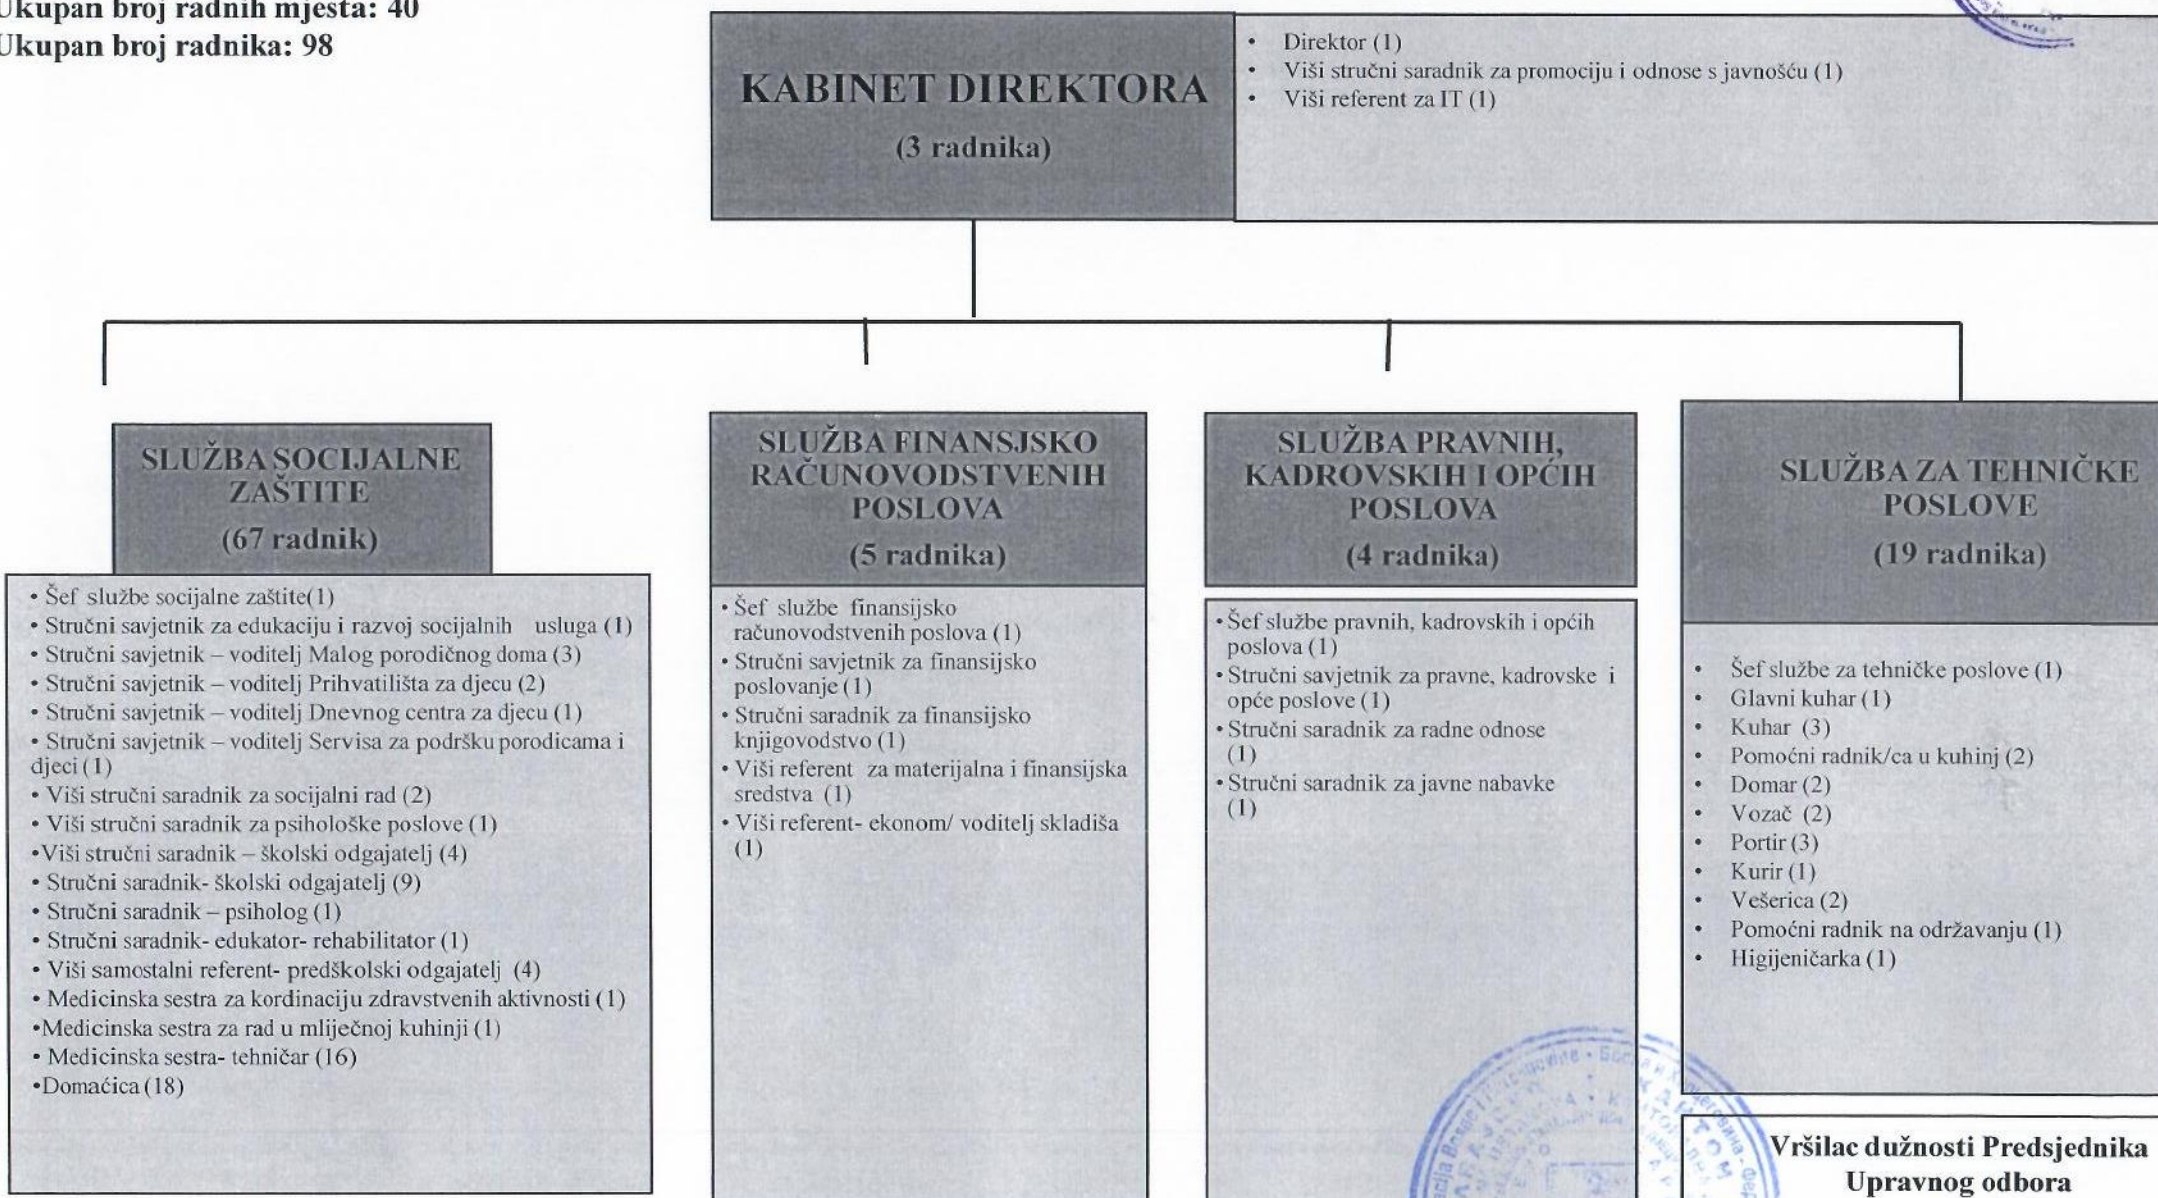 Ukupan broj radnih mjesta: 40
Ukupan broj radnika: 98
KABINET DIREKTORA
(3 radnika)
• Direktor (1)
• Viši stručni saradnik za promociju i odnose s javnošću (1)
• Viši referent za IT (1)
SLUŽBA SOCIJALNE
ZAŠTITE
(67 radnik)
• Šef službe socijalne zaštite(1)
• Stručni savjetnik za edukaciju i razvoj socijalnih usluga (1)
• Stručni savjetnik – voditelj Malog porodičnog doma (3)
• Stručni savjetnik – voditelj Prihvatilišta za djecu (2)
• Stručni savjetnik – voditelj Dnevnog centra za djecu (1)
• Stručni savjetnik – voditelj Servisa za podršku porodicama i
djeci (1)
• Viši stručni saradnik za socijalni rad (2)
• Viši stručni saradnik za psihološke poslove (1)
•Viši stručni saradnik – školski odgajatelj (4)
• Stručni saradnik- školski odgajatelj (9)
• Stručni saradnik – psiholog (1)
• Stručni saradnik- edukator- rehabilitator (1)
• Viši samostalni referent- predškolski odgajatelj (4)
• Medicinska sestra za kordinaciju zdravstvenih aktivnosti (1)
•Medicinska sestra za rad u mliječnoj kuhinji (1)
• Medicinska sestra- tehničar (16)
•Domaćica (18)
SLUŽBA FINANSJSKO
RAČUNOVODSTVENIH
POSLOVA
(5 radnika)
• Šef službe finansijsko
računovodstvenih poslova (1)
• Stručni savjetnik za finansijsko
poslovanje (1)
• Stručni saradnik za finansijsko
knjigovodstvo (1)
• Viši referent za materijalna i finansijska
sredstva (1)
• Viši referent- ekonom/ voditelj skladiša
(1)
SLUŽBA PRAVNIH,
KADROVSKIH I OPĆIH
POSLOVA
(4 radnika)
• Šef službe pravnih, kadrovskih i općih
poslova (1)
• Stručni savjetnik za pravne, kadrovske i
opće poslove (1)
• Stručni saradnik za radne odnose
(1)
• Stručni saradnik za javne nabavke
(1)
SLUŽBA ZA TEHNIČKE
POSLOVE
(19 radnika)
• Šef službe za tehničke poslove (1)
• Glavni kuhar (1)
• Kuhar (3)
• Pomoćni radnik/ca u kuhinj (2)
• Domar (2)
• Vozač (2)
• Portir (3)
• Kurir (1)
• Vešerica (2)
• Pomoćni radnik na održavanju (1)
• Higijeničarka (1)
Vršilac dužnosti Predsjednika
Upravnog odbora